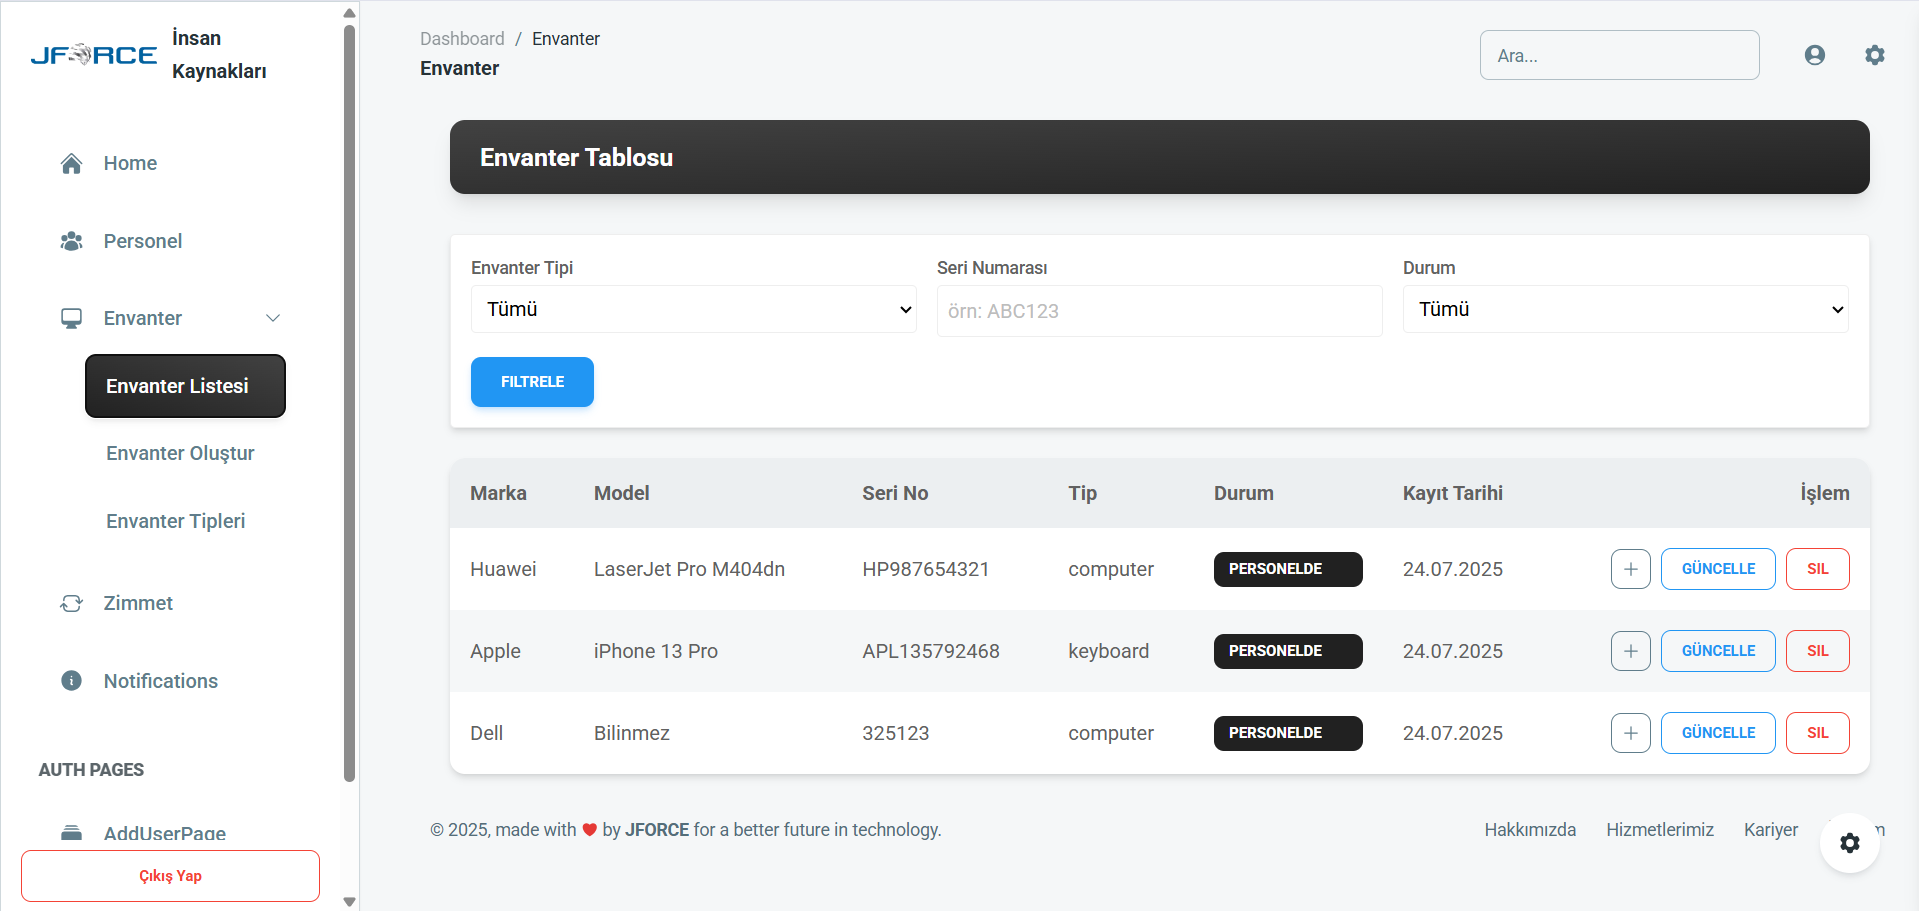 JFORCE
İnsan
Kaynakları
Home
Personel
Envanter
Envanter Listesi
Envanter Oluştur
Envanter Tipleri
Zimmet
Notifications
AUTH PAGES
AddUserPage
Çıkış Yap
Dashboard / Envanter
Envanter
Ara...
Envanter Tablosu
Envanter Tipi Seri Numarası Durum
Tümü örn: ABC123 Tümü
FILTRELE
Marka Model Seri No Tip Durum Kayıt Tarihi İşlem
Huawei LaserJet Pro M404dn HP987654321 computer PERSONELDE 24.07.2025 + GÜNCELLE SIL
Apple iPhone 13 Pro APL135792468 keyboard PERSONELDE 24.07.2025 + GÜNCELLE SIL
Dell Bilinmez 325123 computer PERSONELDE 24.07.2025 + GÜNCELLE SIL
© 2025, made with ❤ by JFORCE for a better future in technology. Hakkımızda Hizmetlerimiz Kariyer